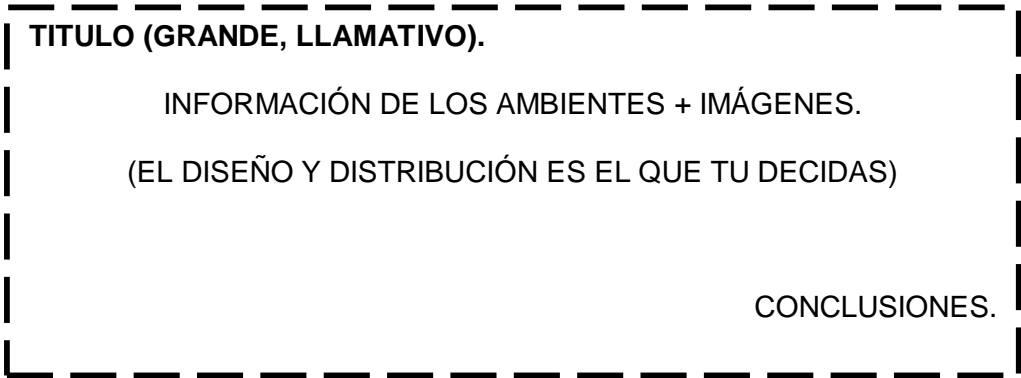 TITULO (GRANDE, LLAMATIVO).
INFORMACIÓN DE LOS AMBIENTES + IMÁGENES.
(EL DISEÑO Y DISTRIBUCIÓN ES EL QUE TU DECIDAS)
CONCLUSIONES.